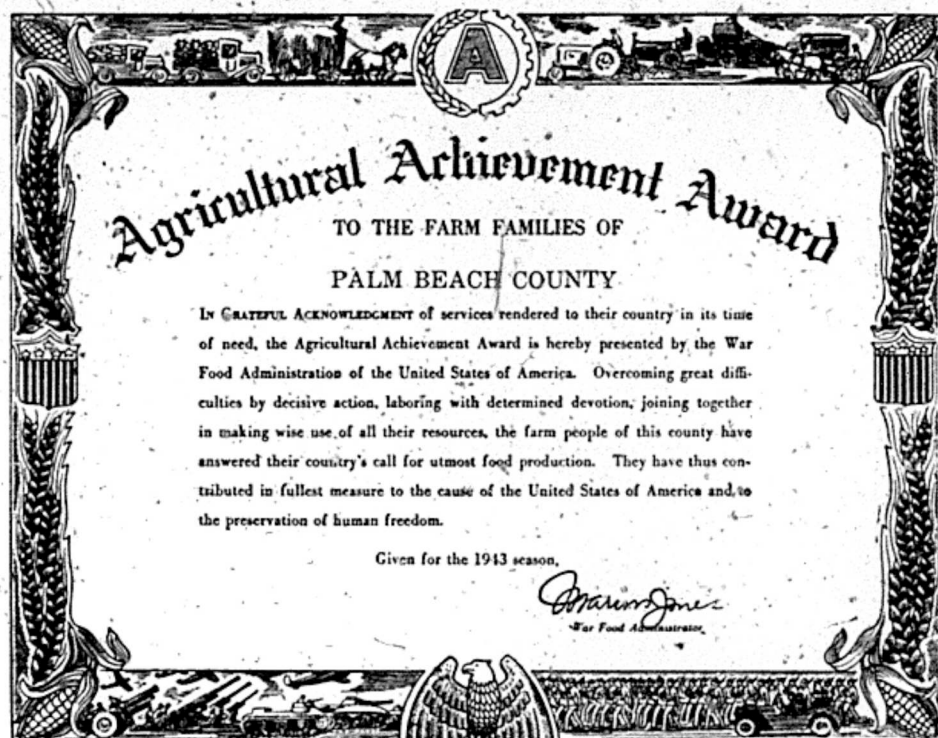 A
Agricultural Achievement Award
TO THE FARM FAMILIES OF
PALM BEACH COUNTY
IN GRATEFUL ACKNOWLEDGMENT of services rendered to their country in its time
of need, the Agricultural Achievement Award is hereby presented by the War
Food Administration of the United States of America. Overcoming great diffi-
culties by decisive action, laboring with determined devotion, joining together
in making wise use of all their resources, the farm people of this county have
answered their country's call for utmost food production. They have thus con-
tributed in fullest measure to the cause of the United States of America and to
the preservation of human freedom.
Given for the 1943 season.
Marvin Jones
War Food Administrator